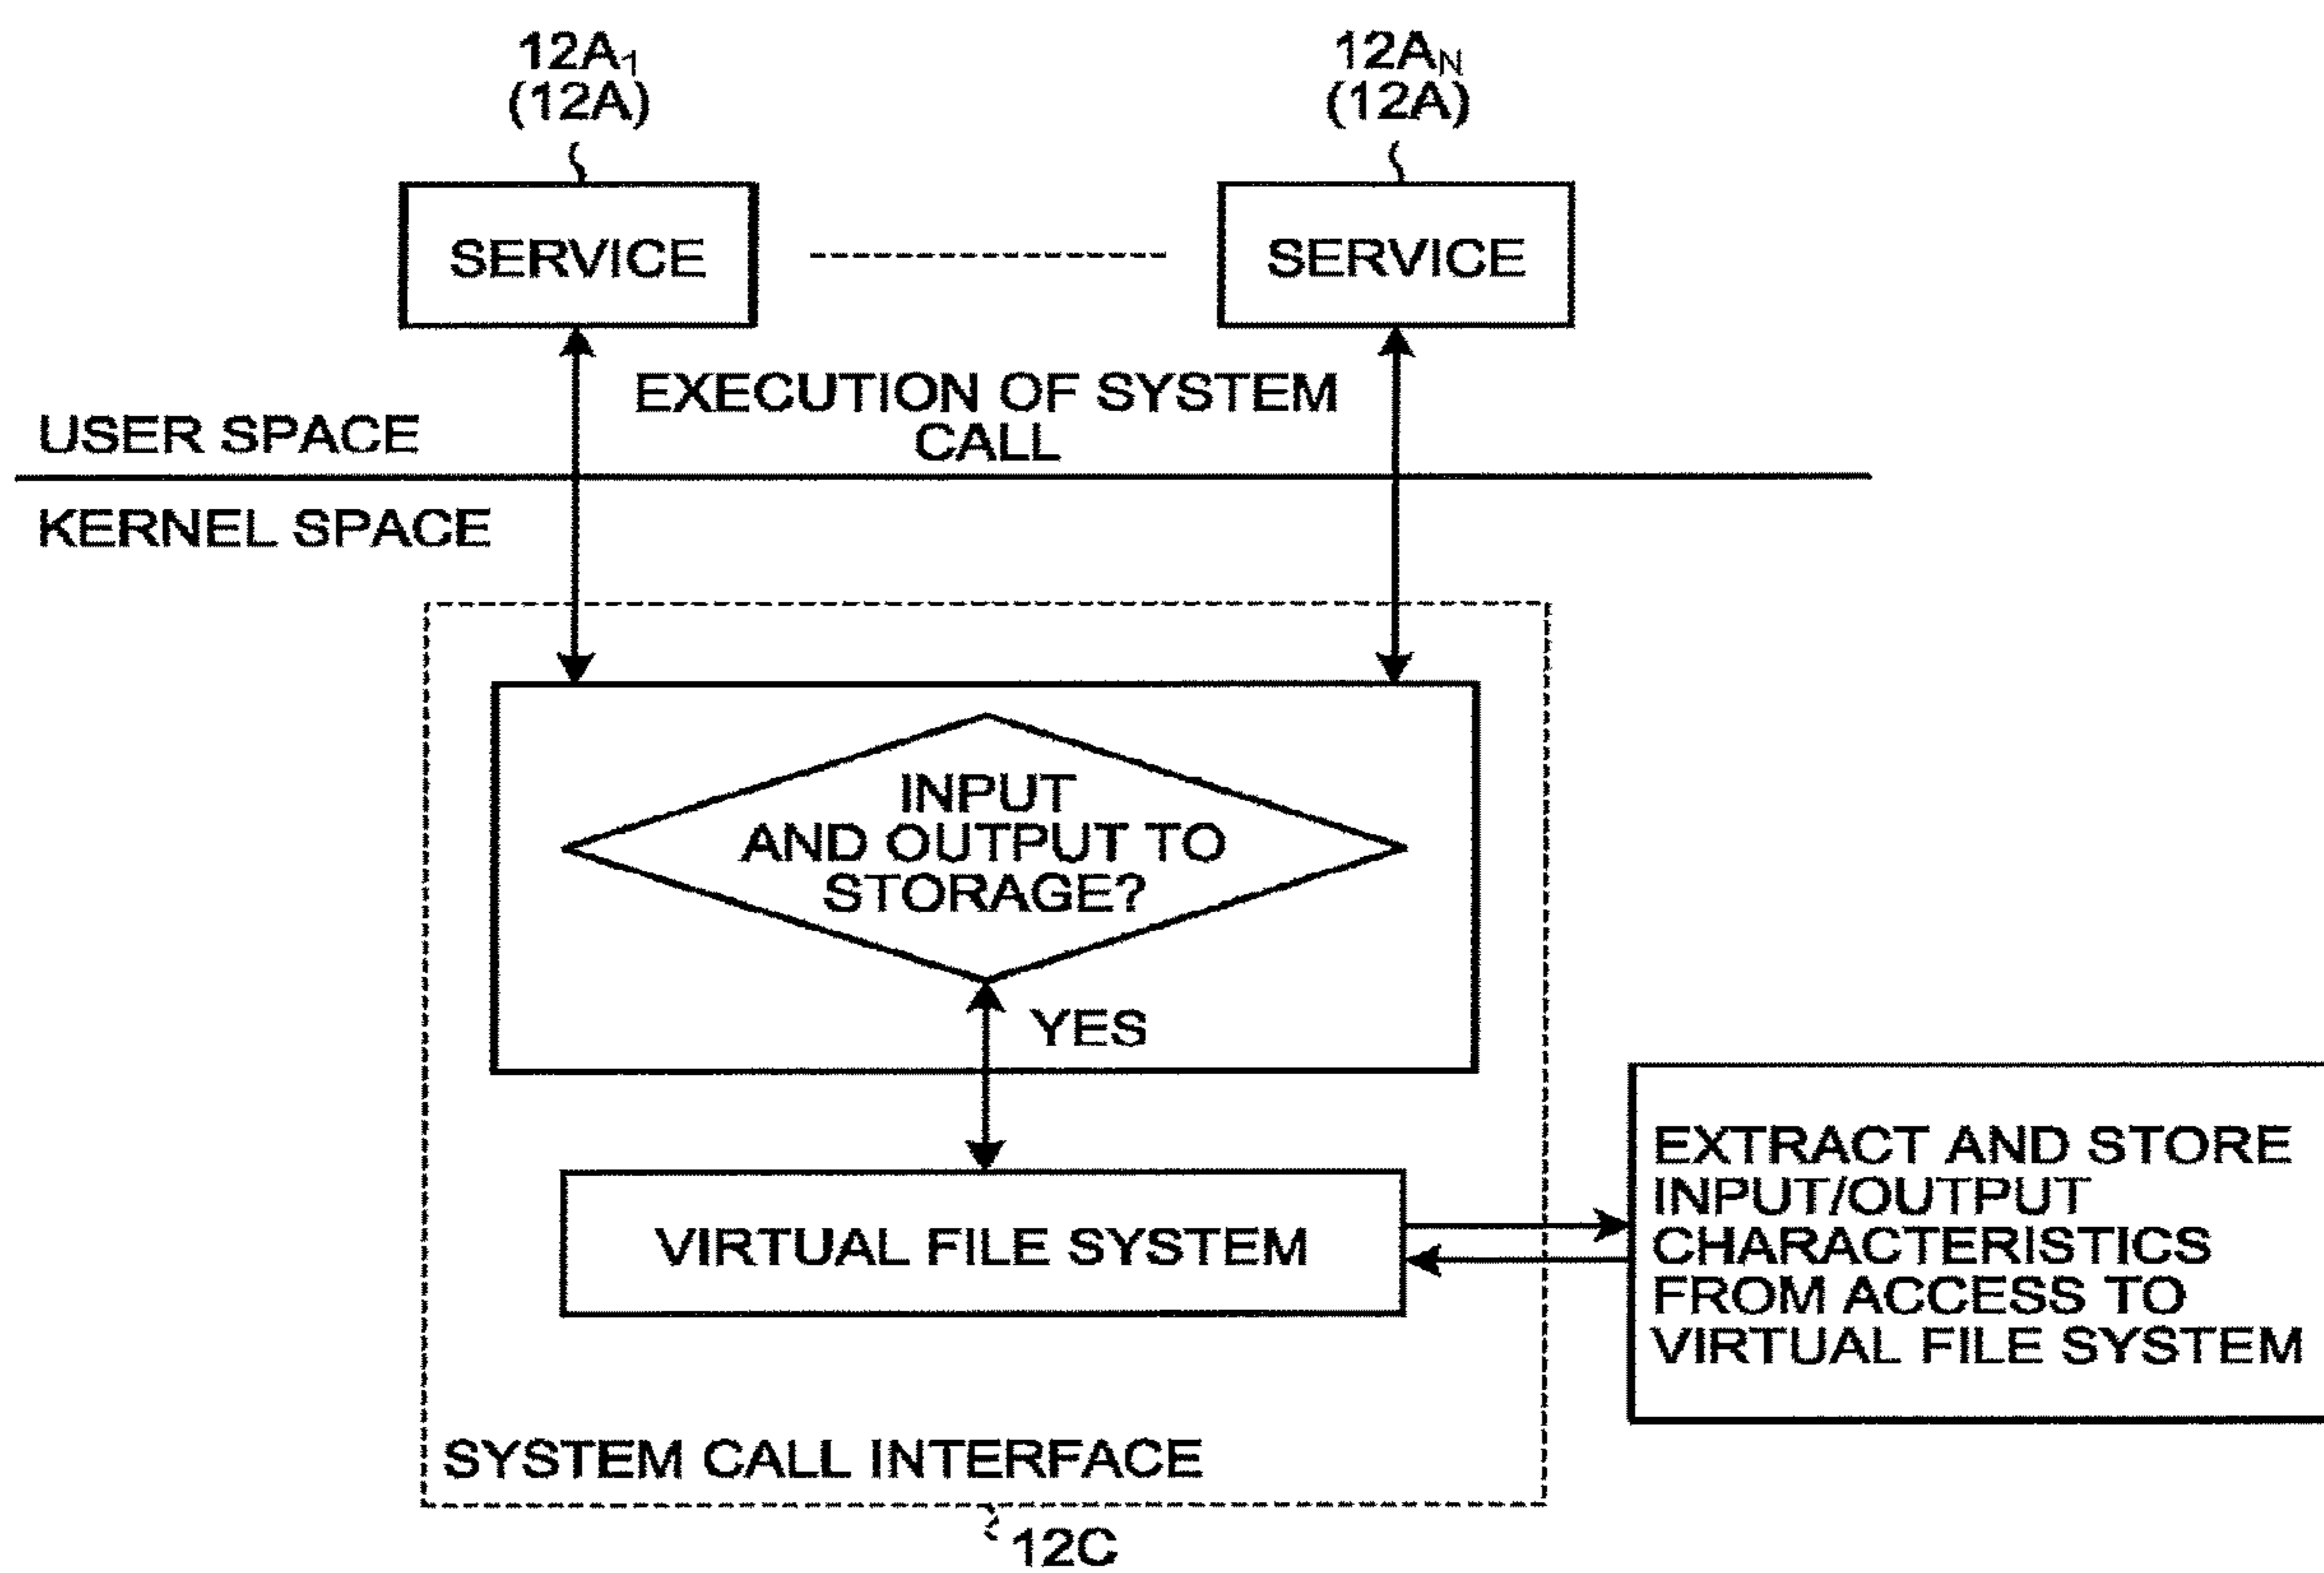 12A1
(12A)
12AN
(12A)
SERVICE
SERVICE
EXECUTION OF SYSTEM
CALL
USER SPACE
KERNEL SPACE
INPUT
AND OUTPUT TO
STORAGE?
YES
VIRTUAL FILE SYSTEM
EXTRACT AND STORE
INPUT/OUTPUT
CHARACTERISTICS
FROM ACCESS TO
VIRTUAL FILE SYSTEM
SYSTEM CALL INTERFACE
12C